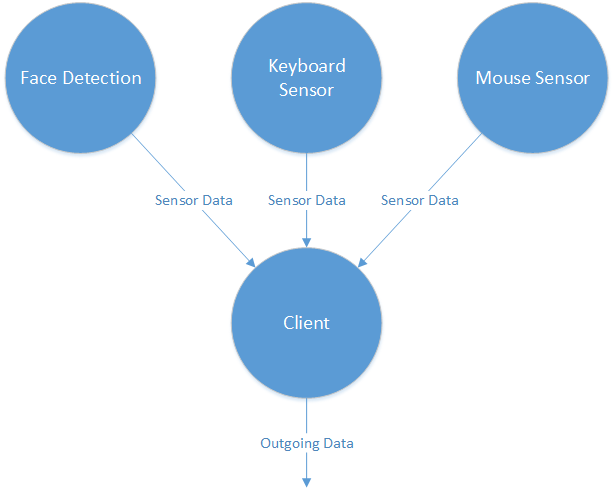 Face Detection
Keyboard
Sensor
Mouse Sensor
Sensor Data
Sensor Data
Sensor Data
Client
Outgoing Data